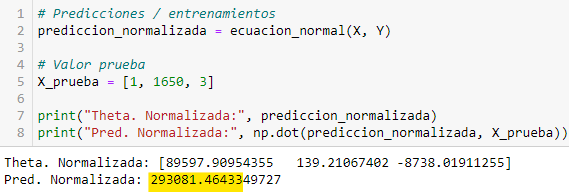 1 # Predicciones / entrenamientos
2 prediccion_normalizada = ecuacion_normal(X, Y)
3
4 # Valor prueba
5 X_prueba = [1, 1650, 3]
6
7 print("Theta. Normalizada:", prediccion_normalizada)
8 print("Pred. Normalizada:", np.dot(prediccion_normalizada, X_prueba))
Theta. Normalizada: [89597.90954355   139.21067402 -8738.01911255]
Pred. Normalizada: 293081.4643349727